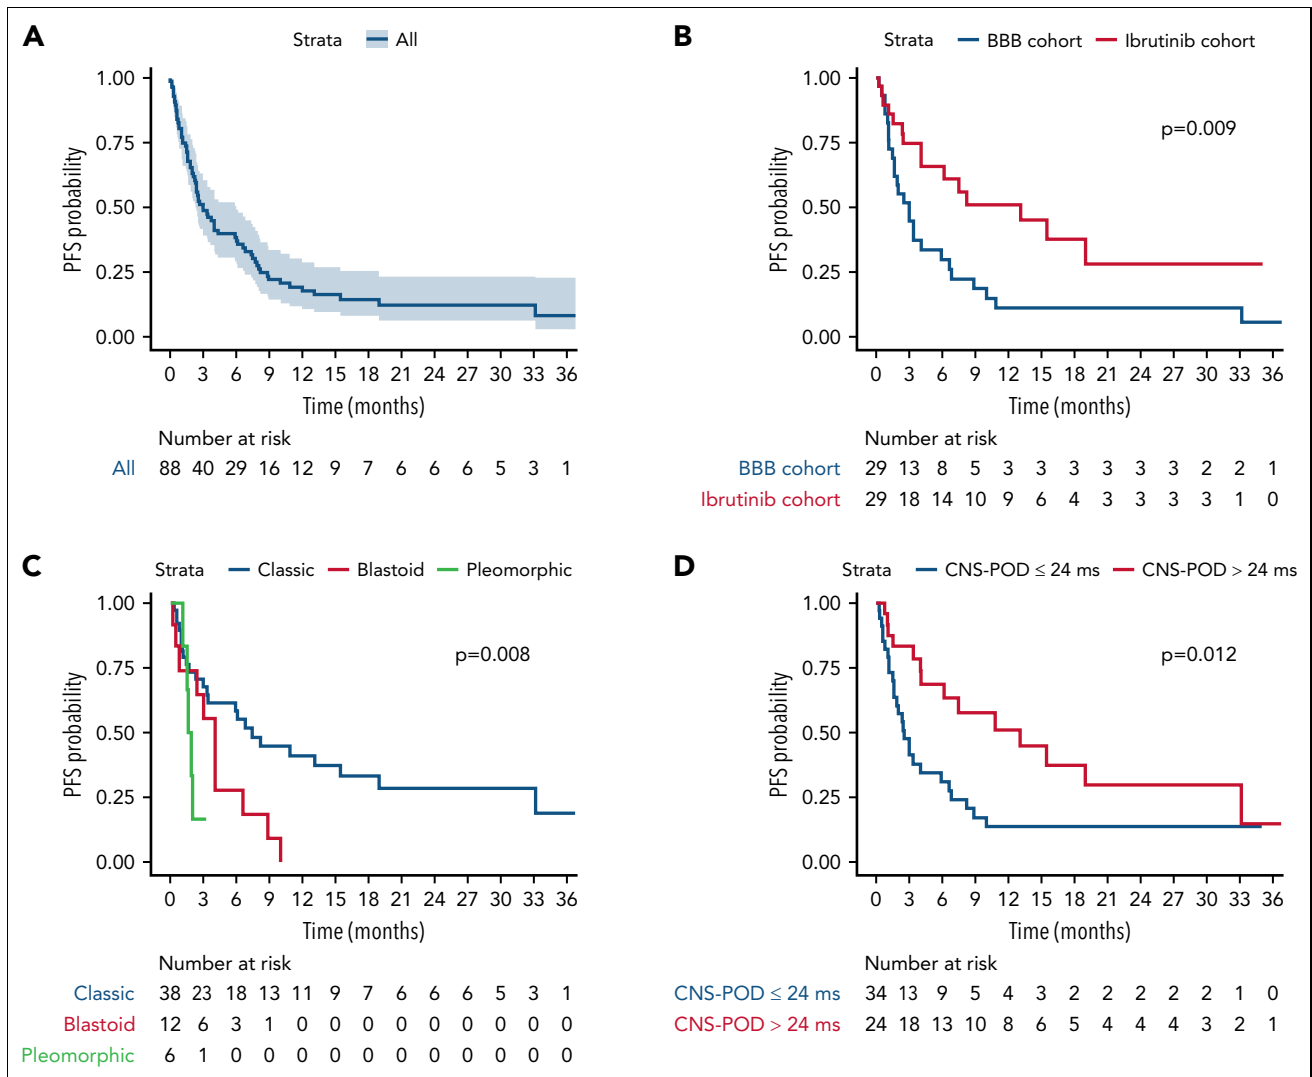 A
Strata All
PFS probability
1.00
0.75
0.50
0.25
0.00
0 3 6 9 12 15 18 21 24 27 30 33 36
Time (months)
Number at risk
All 88 40 29 16 12 9 7 6 6 6 5 3 1
B
Strata BBB cohort Ibrutinib cohort
PFS probability
1.00
0.75
0.50
0.25
0.00
p=0.009
0 3 6 9 12 15 18 21 24 27 30 33 36
Time (months)
Number at risk
BBB cohort 29 13 8 5 3 3 3 3 3 3 2 2 1
Ibrutinib cohort 29 18 14 10 9 6 4 3 3 3 3 1 0
C
Strata Classic Blastoid Pleomorphic
PFS probability
1.00
0.75
0.50
0.25
0.00
p=0.008
0 3 6 9 12 15 18 21 24 27 30 33 36
Time (months)
Number at risk
Classic 38 23 18 13 11 9 7 6 6 6 5 3 1
Blastoid 12 6 3 1 0 0 0 0 0 0 0 0 0
Pleomorphic 6 1 0 0 0 0 0 0 0 0 0 0 0
D
Strata CNS-POD ≤ 24 ms CNS-POD > 24 ms
PFS probability
1.00
0.75
0.50
0.25
0.00
p=0.012
0 3 6 9 12 15 18 21 24 27 30 33 36
Time (months)
Number at risk
CNS-POD ≤ 24 ms 34 13 9 5 4 3 2 2 2 2 2 1 0
CNS-POD > 24 ms 24 18 13 10 8 6 5 4 4 4 3 2 1